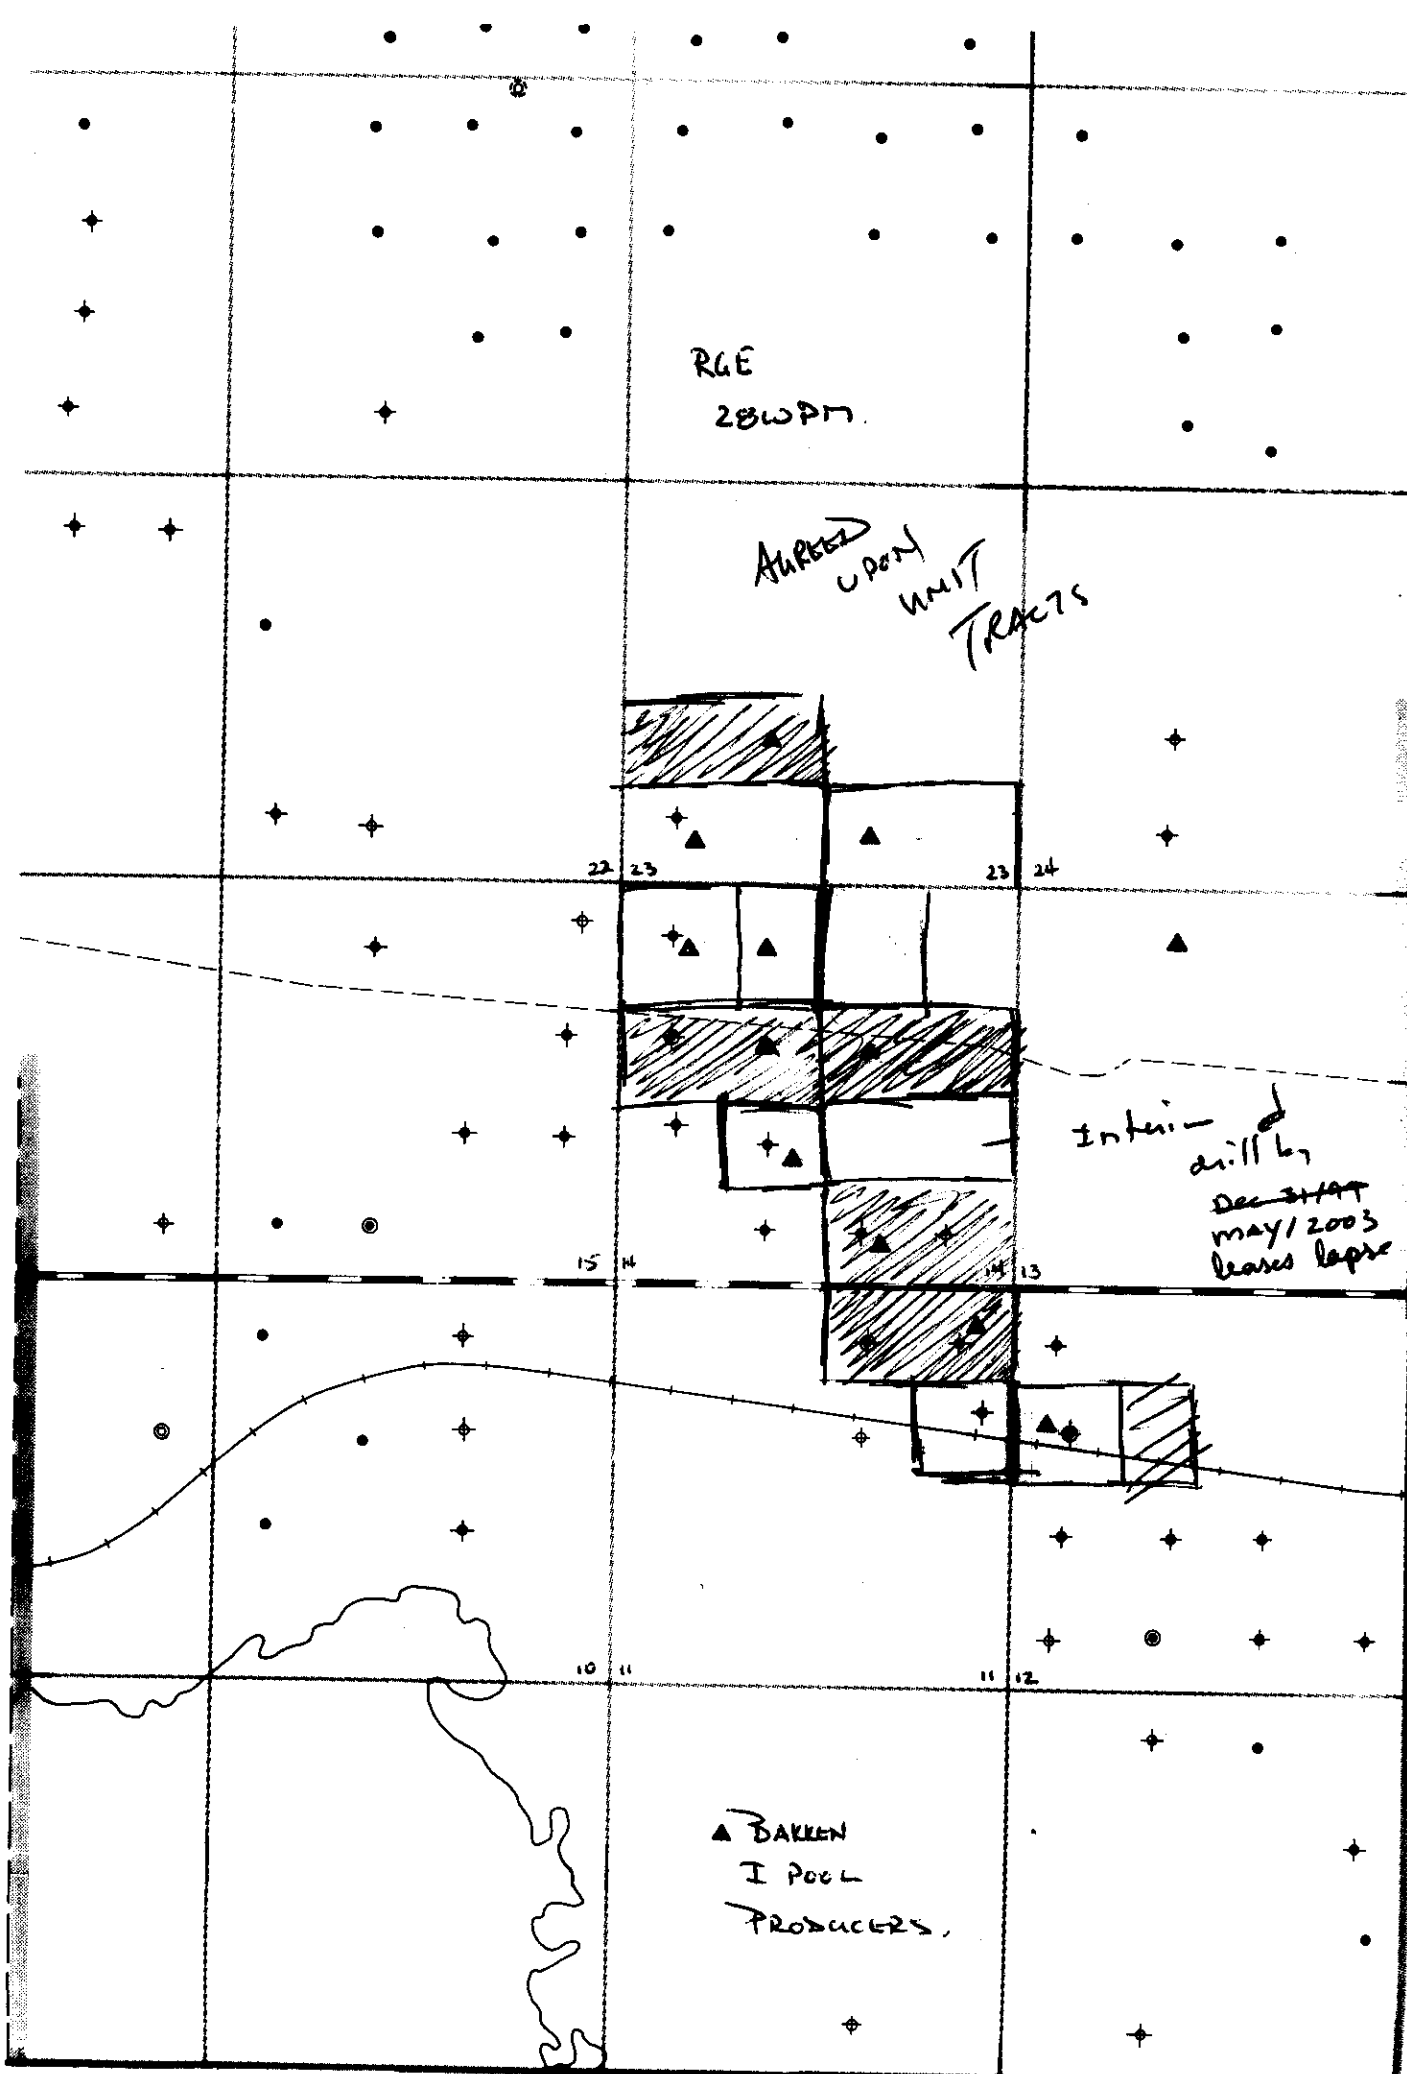 RGE
28WPM.
AGREED
UPON
UNIT
TRACTS
22 23
23 24
Interim
drill by
Dec 31/99
MAY/2003
leases lapse
15 14
14 13
10 11
11 12
▲ BAKKEN
I POOL
PRODUCERS.